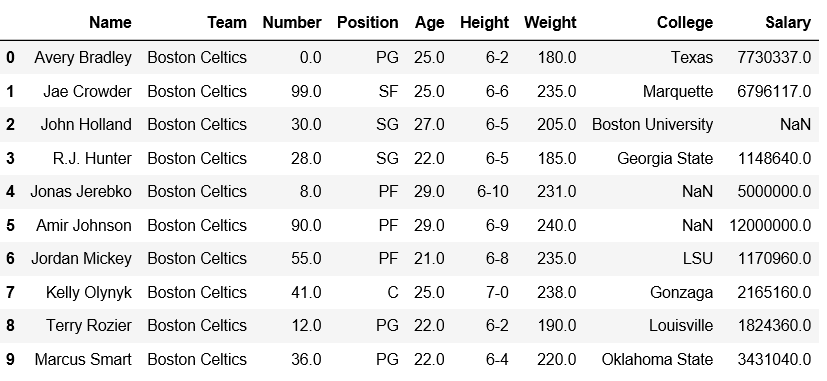 Name Team Number Position Age Height Weight College Salary
0 Avery Bradley Boston Celtics 0.0 PG 25.0 6-2 180.0 Texas 7730337.0
1 Jae Crowder Boston Celtics 99.0 SF 25.0 6-6 235.0 Marquette 6796117.0
2 John Holland Boston Celtics 30.0 SG 27.0 6-5 205.0 Boston University NaN
3 R.J. Hunter Boston Celtics 28.0 SG 22.0 6-5 185.0 Georgia State 1148640.0
4 Jonas Jerebko Boston Celtics 8.0 PF 29.0 6-10 231.0 NaN 5000000.0
5 Amir Johnson Boston Celtics 90.0 PF 29.0 6-9 240.0 NaN 12000000.0
6 Jordan Mickey Boston Celtics 55.0 PF 21.0 6-8 235.0 LSU 1170960.0
7 Kelly Olynyk Boston Celtics 41.0 C 25.0 7-0 238.0 Gonzaga 2165160.0
8 Terry Rozier Boston Celtics 12.0 PG 22.0 6-2 190.0 Louisville 1824360.0
9 Marcus Smart Boston Celtics 36.0 PG 22.0 6-4 220.0 Oklahoma State 3431040.0